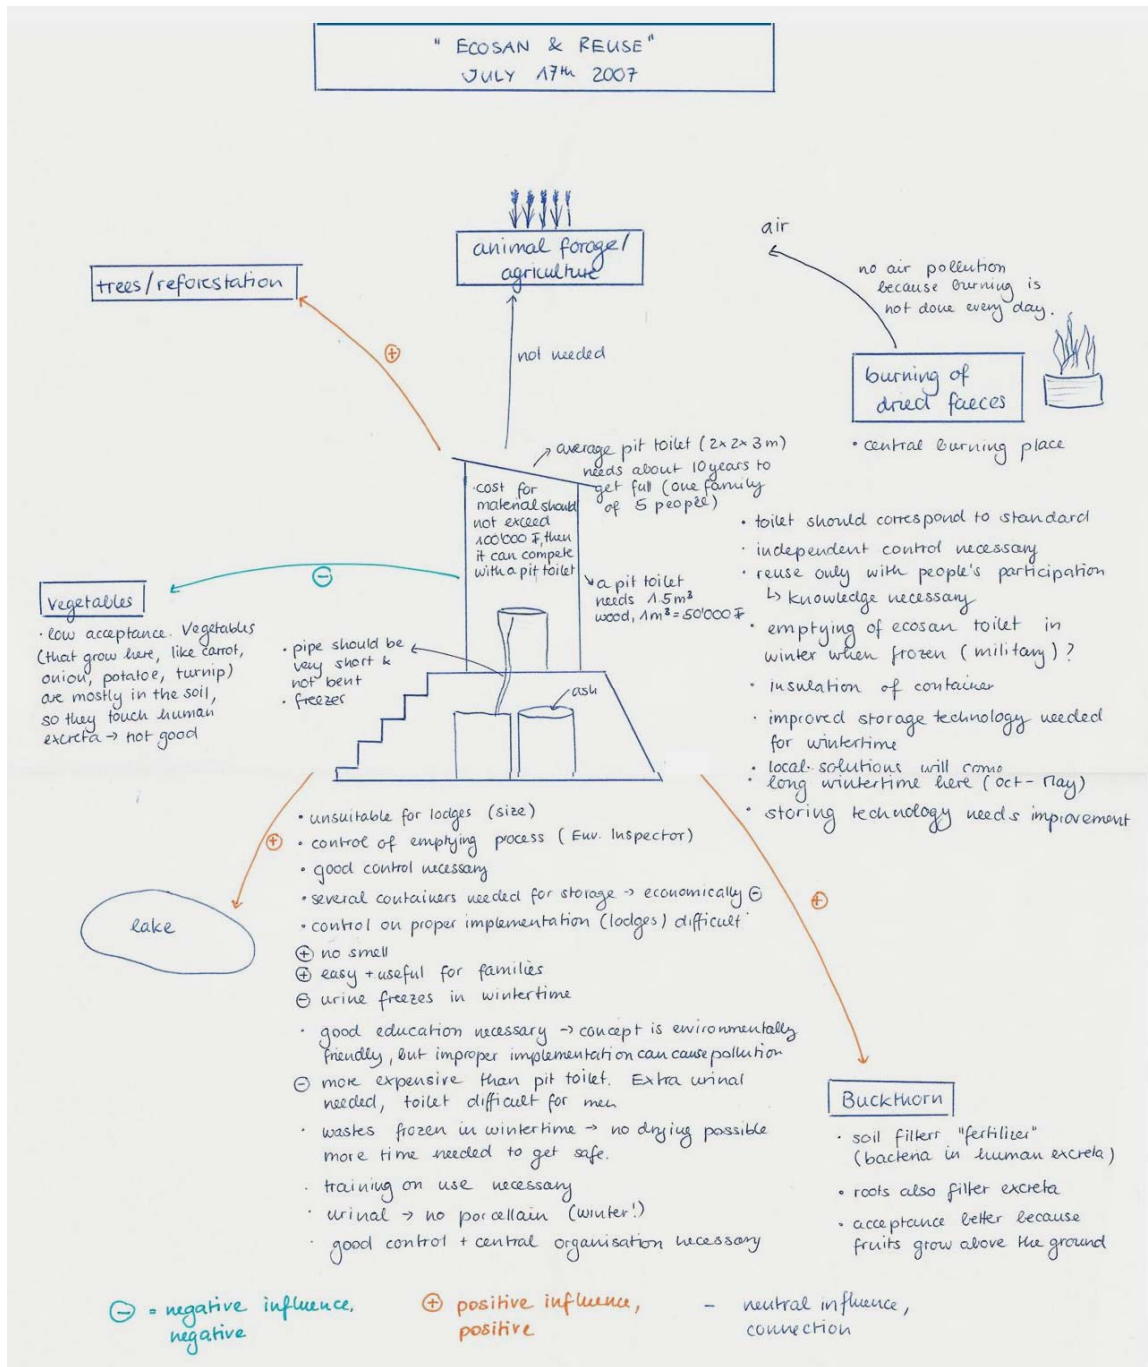 " ECOSAN & REUSE"
JULY 17th 2007
air
animal forage/
agriculture
trees/reforestation
no air pollution
because burning is
not done every day.
+
not needed
burning of
dried faeces
• central burning place
average pit toilet (2x2x3m)
needs about 10 years to
get full (one family
of 5 people)
• cost for
material should
not exceed
100'000 ₮, then
it can compete
with a pit toilet
a pit toilet
needs 1.5m³
wood, 1m³ = 50'000 ₮
• toilet should correspond to standard
• independent control necessary
• reuse only with people's participation
↳ knowledge necessary
• emptying of ecosan toilet in
winter when frozen (military)?
• insulation of container
• improved storage technology needed
for wintertime
• local solutions will come
• long wintertime here (oct - May)
• storing technology needs improvement
-
vegetables
• low acceptance. Vegetables
(that grow here, like carrot,
onion, potatoe, turnip)
are mostly in the soil,
so they touch human
excreta → not good
• pipe should be
very short &
not bent
• freezes
ash
+
lake
• unsuitable for lodges (size)
• control of emptying process (Env. Inspector)
• good control necessary
• several containers needed for storage → economically ⊖
• control on proper implementation (lodges) difficult
⊕ no smell
⊕ easy + useful for families
⊖ urine freezes in wintertime
• good education necessary → concept is environmentally
friendly, but improper implementation can cause pollution
⊖ more expensive than pit toilet. Extra urinal
needed, toilet difficult for men
• wastes frozen in wintertime → no drying possible
more time needed to get safe.
• training on use necessary
• urinal → no porcellain (winter!)
• good control + central organisation necessary
+
Buckthorn
• soil filters "fertilizer"
(bacteria in human excreta)
• roots also filter excreta
• acceptance better because
fruits grow above the ground
⊖ = negative influence,
negative
⊕ positive influence,
positive
- neutral influence,
connection